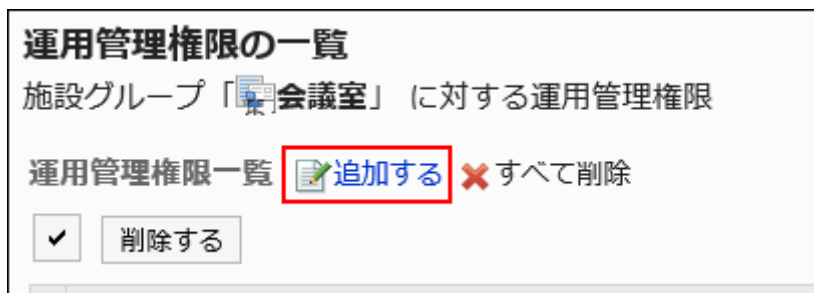 運用管理権限の一覧
施設グループ「会議室」 に対する運用管理権限
運用管理権限一覧 追加する すべて削除
削除する